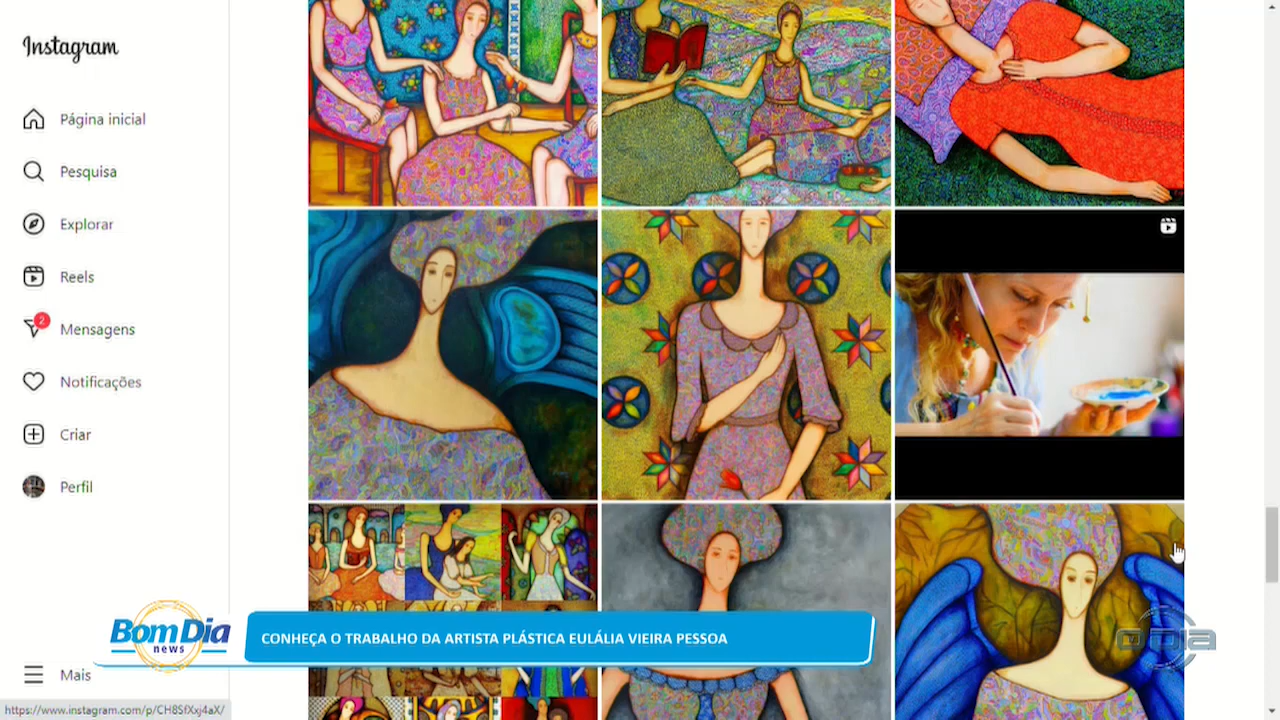 Instagram
Página inicial
Pesquisa
Explorar
Reels
2
Mensagens
Notificações
Criar
Perfil
Mais
BomDia
news
CONHEÇA O TRABALHO DA ARTISTA PLÁSTICA EULÁLIA VIEIRA PESSOA
O DIA
https://www.instagram.com/p/CH8SfXxj4aX/